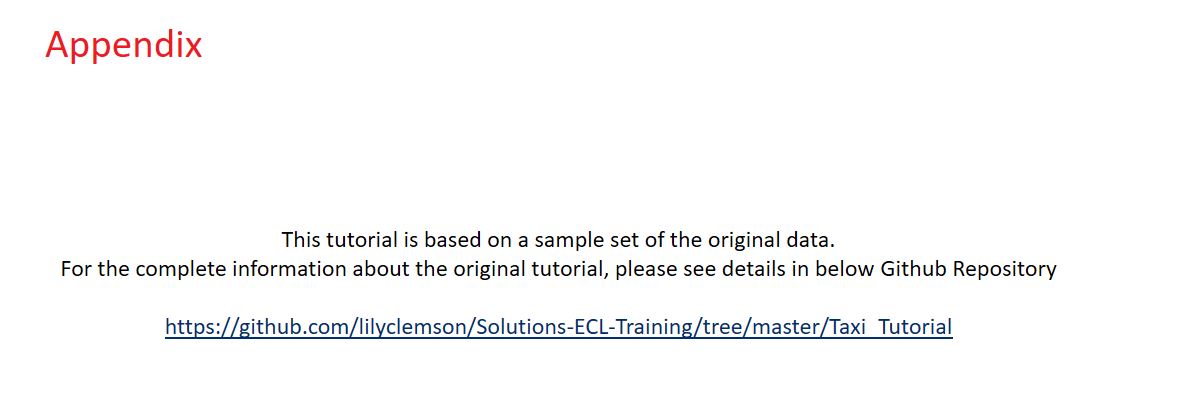 Appendix
This tutorial is based on a sample set of the original data.
For the complete information about the original tutorial, please see details in below Github Repository
https://github.com/lilyclemson/Solutions-ECL-Training/tree/master/Taxi_Tutorial